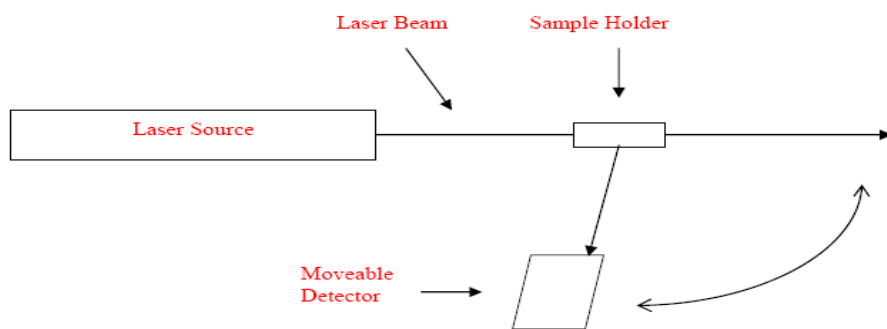 Laser Beam
Sample Holder
Laser Source
Moveable
Detector